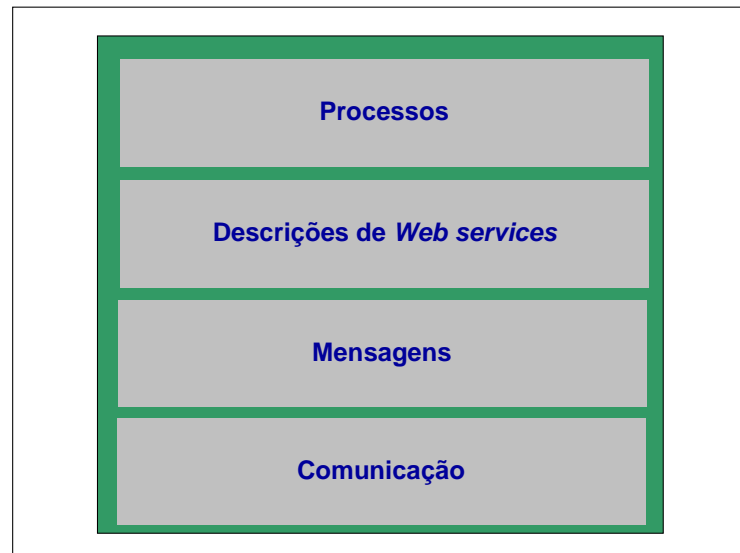 Processos
Descrições de Web services
Mensagens
Comunicação